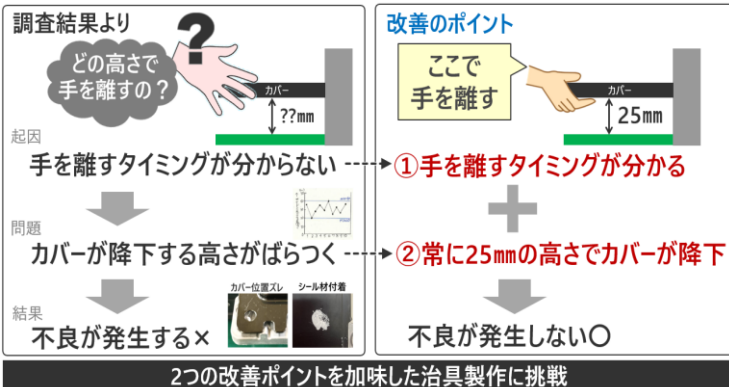 調査結果より
どの高さで
手を離すの？
?
カバー
??mm
起因
手を離すタイミングが分からない
問題
カバーが降下する高さがばらつく
カバー位置ズレ
シール材付着
結果
不良が発生する×
改善のポイント
ここで
手を離す
カバー
25mm
①手を離すタイミングが分かる
＋
②常に25mmの高さでカバーが降下
不良が発生しない〇
2つの改善ポイントを加味した治具製作に挑戦